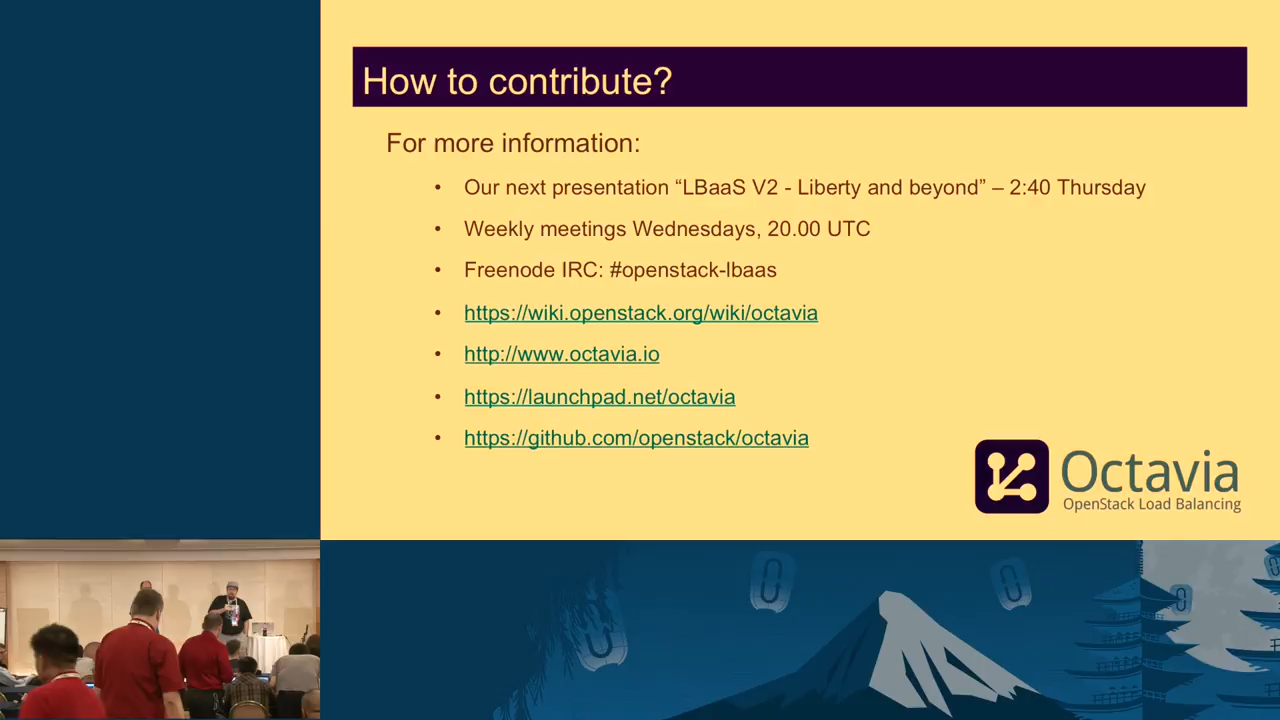 How to contribute?
For more information:
• Our next presentation “LBaaS V2 - Liberty and beyond” – 2:40 Thursday
• Weekly meetings Wednesdays, 20.00 UTC
• Freenode IRC: #openstack-lbaas
• https://wiki.openstack.org/wiki/octavia
• http://www.octavia.io
• https://launchpad.net/octavia
• https://github.com/openstack/octavia
Octavia
OpenStack Load Balancing